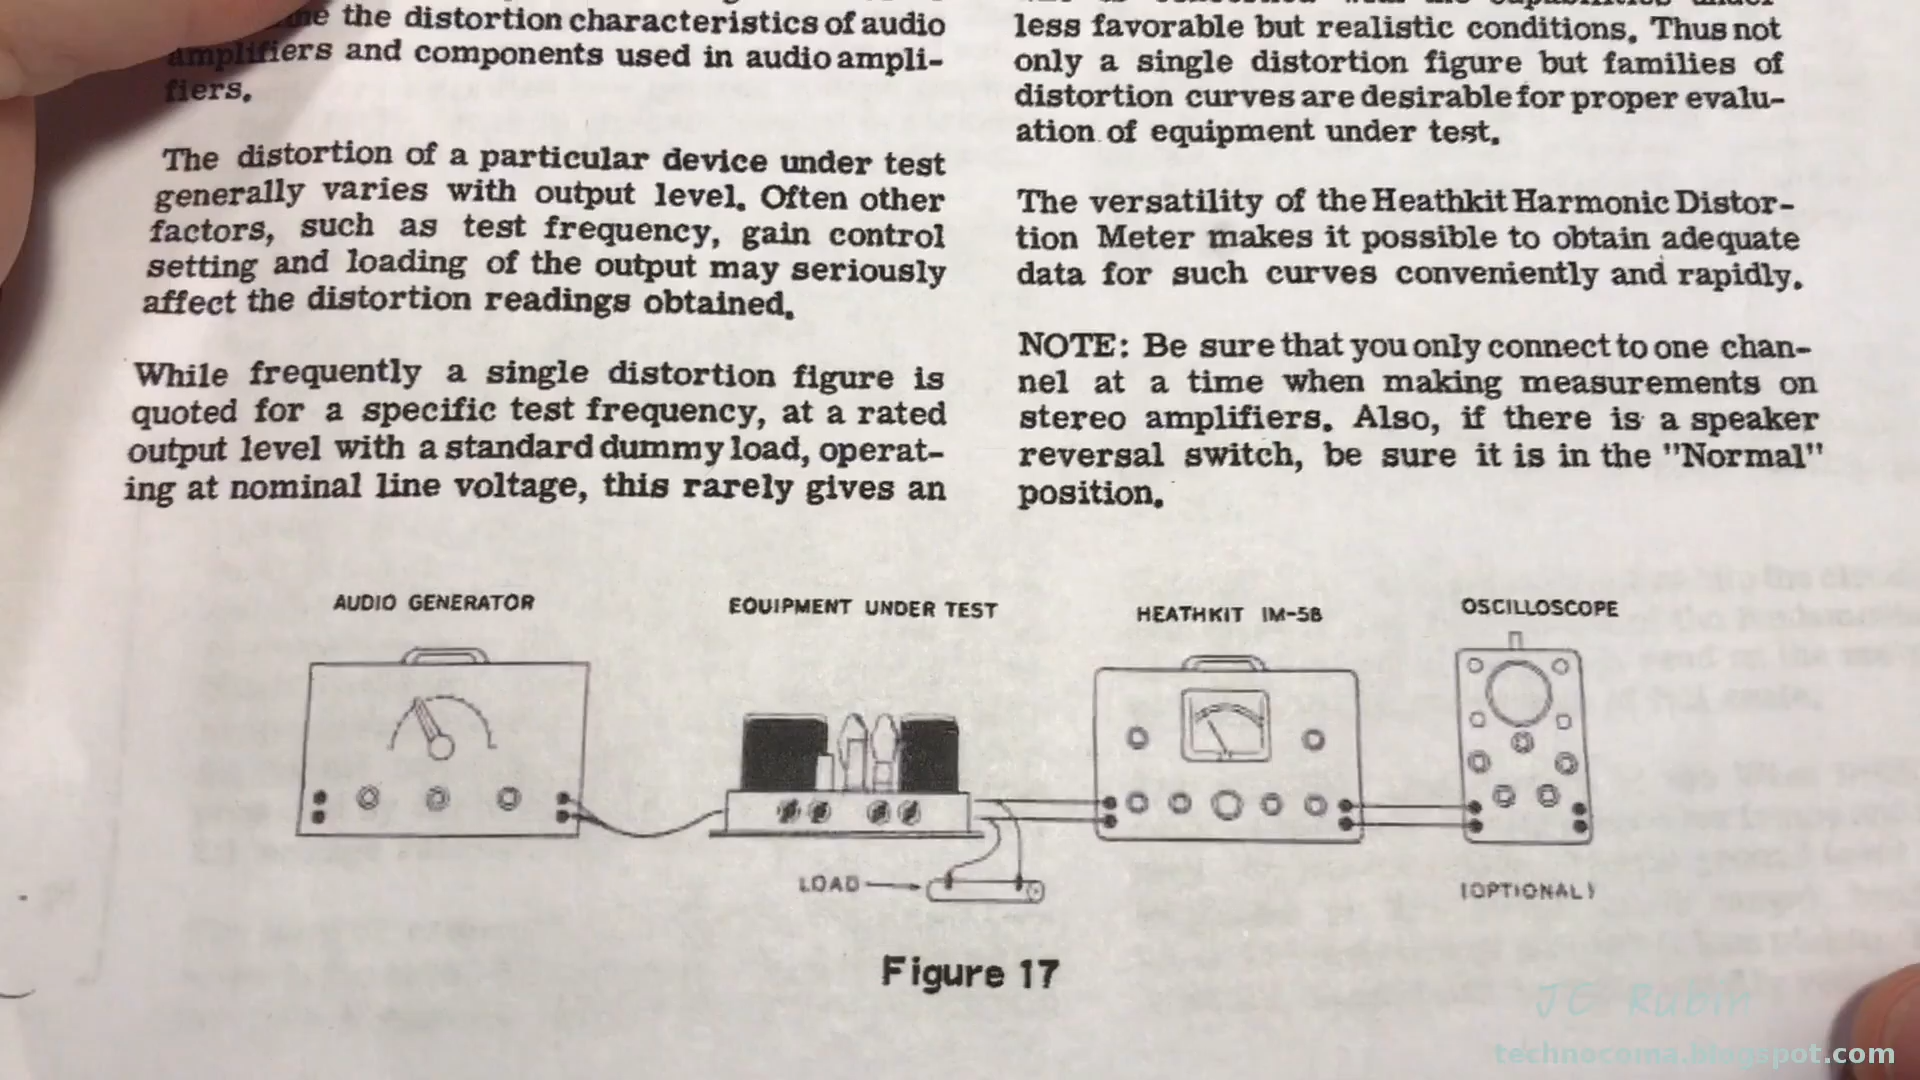 the distortion characteristics of audio
amplifiers and components used in audio ampli-
fiers.
The distortion of a particular device under test
generally varies with output level. Often other
factors, such as test frequency, gain control
setting and loading of the output may seriously
affect the distortion readings obtained.
While frequently a single distortion figure is
quoted for a specific test frequency, at a rated
output level with a standard dummy load, operat-
ing at nominal line voltage, this rarely gives an
less favorable but realistic conditions. Thus not
only a single distortion figure but families of
distortion curves are desirable for proper evalu-
ation of equipment under test.
The versatility of the Heathkit Harmonic Distor-
tion Meter makes it possible to obtain adequate
data for such curves conveniently and rapidly.
NOTE: Be sure that you only connect to one chan-
nel at a time when making measurements on
stereo amplifiers. Also, if there is a speaker
reversal switch, be sure it is in the "Normal"
position.
AUDIO GENERATOR
EQUIPMENT UNDER TEST
HEATHKIT IM-58
OSCILLOSCOPE
LOAD
(OPTIONAL)
Figure 17
JC Rubin
technocoma.blogspot.com